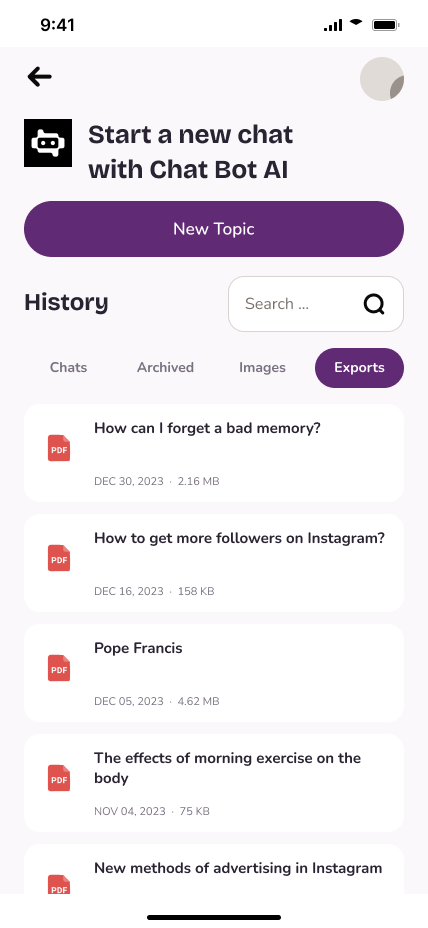 9:41
Start a new chat
with Chat Bot AI
New Topic
History
Search ...
Chats
Archived
Images
Exports
How can I forget a bad memory?
PDF
DEC 30, 2023 · 2.16 MB
How to get more followers on Instagram?
PDF
DEC 16, 2023 · 158 KB
Pope Francis
PDF
DEC 05, 2023 · 4.62 MB
The effects of morning exercise on the
body
PDF
NOV 04, 2023 · 75 KB
New methods of advertising in Instagram
PDF